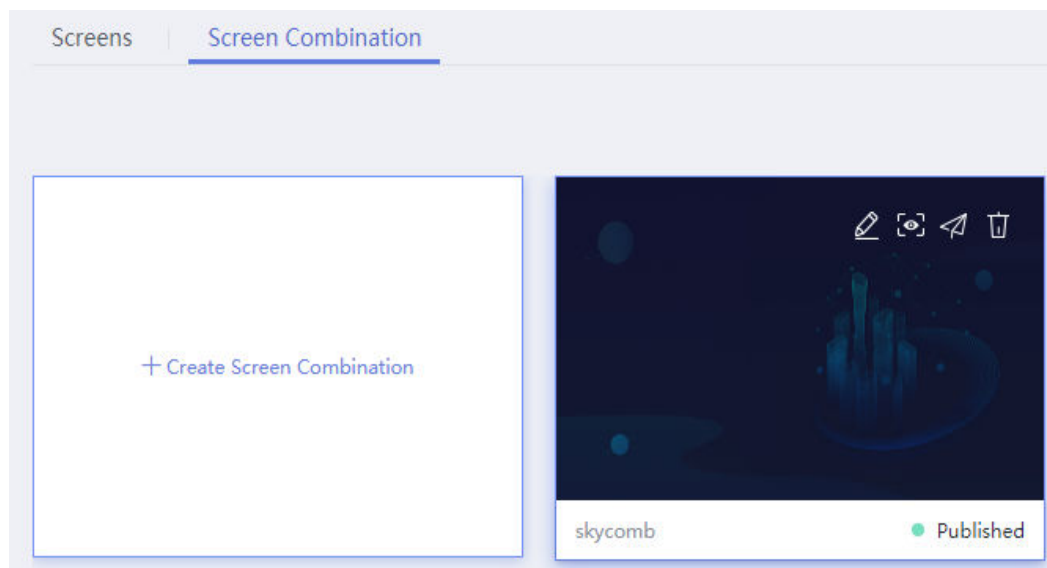 Screens
Screen Combination
+ Create Screen Combination
skycomb
Published